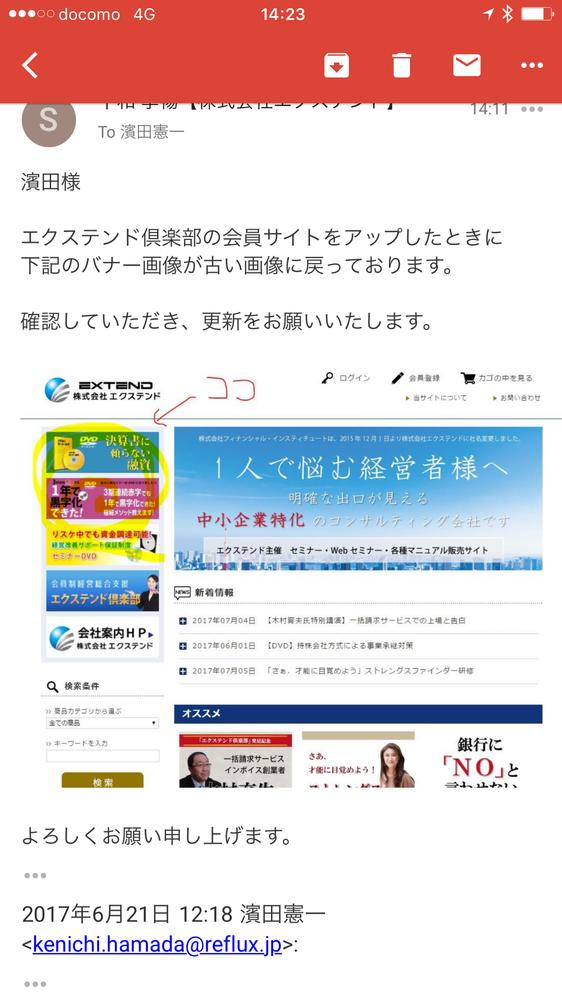 docomo 4G 14:23
【株式会社エクステンド】
14:11
S
To 濱田憲一
濱田様
エクステンド倶楽部の会員サイトをアップしたときに
下記のバナー画像が古い画像に戻っております。
確認していただき、更新をお願いいたします。
EXTEND
株式会社 エクステンド
ココ
ログイン
会員登録
カゴの中を見る
当サイトについて
お問い合わせ
DVD
決算書に
頼らない
融資
1年で
黒字化
できた!
DVD
3期連続赤字でも
1年で黒字化できた!
極秘メソッド教えます!
リスケ中でも資金調達可能!
経営改善サポート保証制度
セミナーDVD
会員制経営総合支援
エクステンド倶楽部
会社案内HP
株式会社 エクステンド
株式会社フィナンシャル・インスティチュートは、2015年12月1日より株式会社エクステンドに社名変更しました。
1人で悩む経営者様へ
明確な出口が見える
中小企業特化 のコンサルティング会社です
エクステンド主催 セミナー・Webセミナー・各種マニュアル販売サイト
NEWS 新着情報
2017年07月04日 【木村育夫氏特別講演】一括請求サービスでの上場と告白
2017年06月01日 【DVD】持株会社方式による事業承継対策
2017年07月05日 「さぁ、才能に目覚めよう」ストレングスファインダー研修
検索条件
商品カテゴリから選ぶ
全ての商品
キーワードを入力
検索
オススメ
「エクステンド倶楽部」発足記念
一括請求サービス
インボイス創業者
さあ、
才能に目覚めよう!
銀行に
「NO」と
よろしくお願い申し上げます。
2017年6月21日 12:18 濱田憲一
<kenichi.hamada@reflux.jp>: